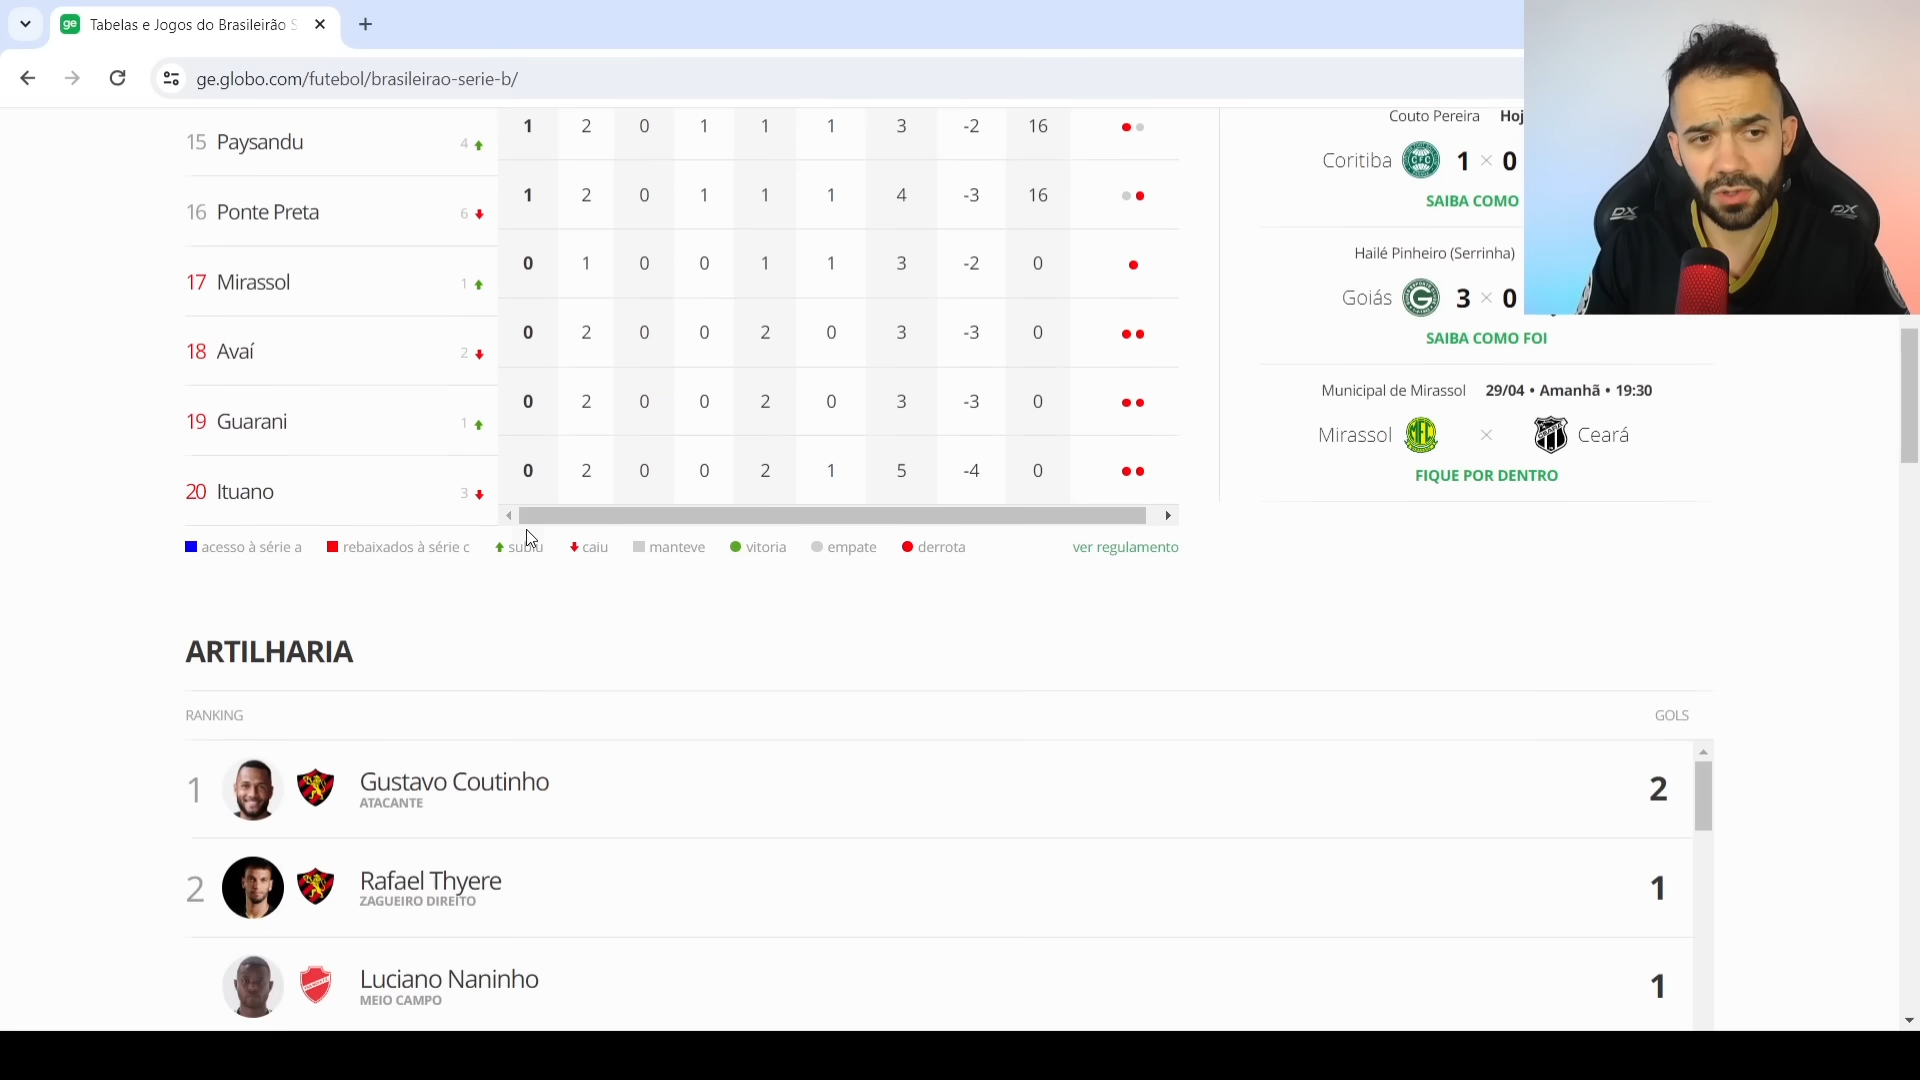 Tabelas e Jogos do Brasileirão S
ge.globo.com/futebol/brasileirao-serie-b/
15 Paysandu 4 1 2 0 1 1 1 3 -2 16
16 Ponte Preta 6 1 2 0 1 1 1 4 -3 16
17 Mirassol 1 0 1 0 0 1 1 3 -2 0
18 Avaí 2 0 2 0 0 2 0 3 -3 0
19 Guarani 1 0 2 0 0 2 0 3 -3 0
20 Ituano 3 0 2 0 0 2 1 5 -4 0
acesso à série a rebaixados à série c subiu caiu manteve vitoria empate derrota ver regulamento
Couto Pereira Hoj
Coritiba CFC 1 × 0
SAIBA COMO
Hailé Pinheiro (Serrinha)
Goiás G 3 × 0
SAIBA COMO FOI
Municipal de Mirassol 29/04 • Amanhã • 19:30
Mirassol MFC × Ceará
FIQUE POR DENTRO
DX DX
ARTILHARIA
RANKING GOLS
1 Gustavo Coutinho 2
ATACANTE
2 Rafael Thyere 1
ZAGUEIRO DIREITO
Luciano Naninho 1
MEIO CAMPO